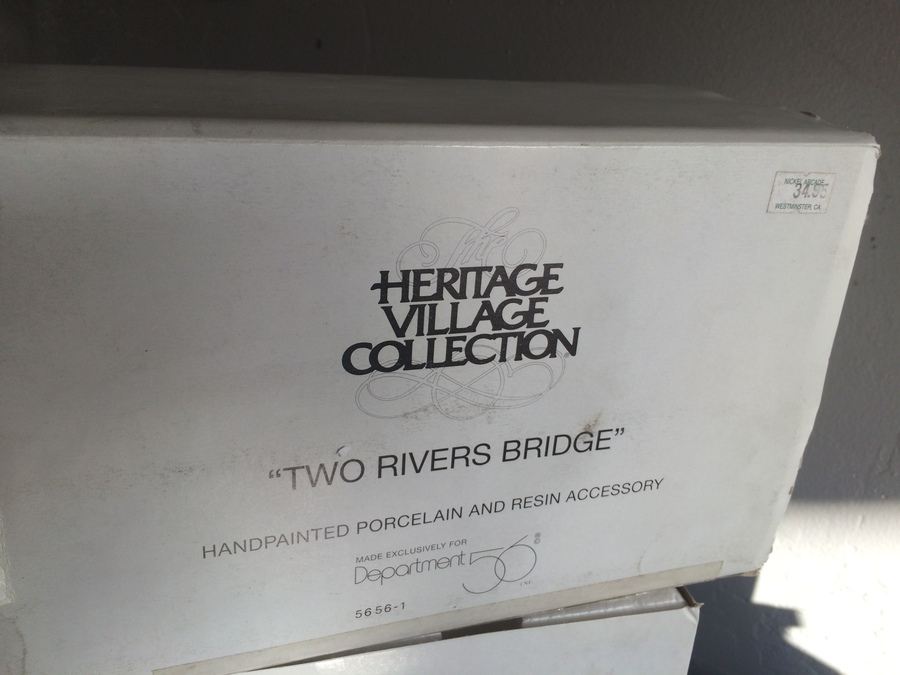 NICKEL ARCADE
34.95
WESTMINSTER, CA
The
HERITAGE
VILLAGE
COLLECTION®
“TWO RIVERS BRIDGE”
HANDPAINTED PORCELAIN AND RESIN ACCESSORY
MADE EXCLUSIVELY FOR
Department 56®
INC.
5656-1